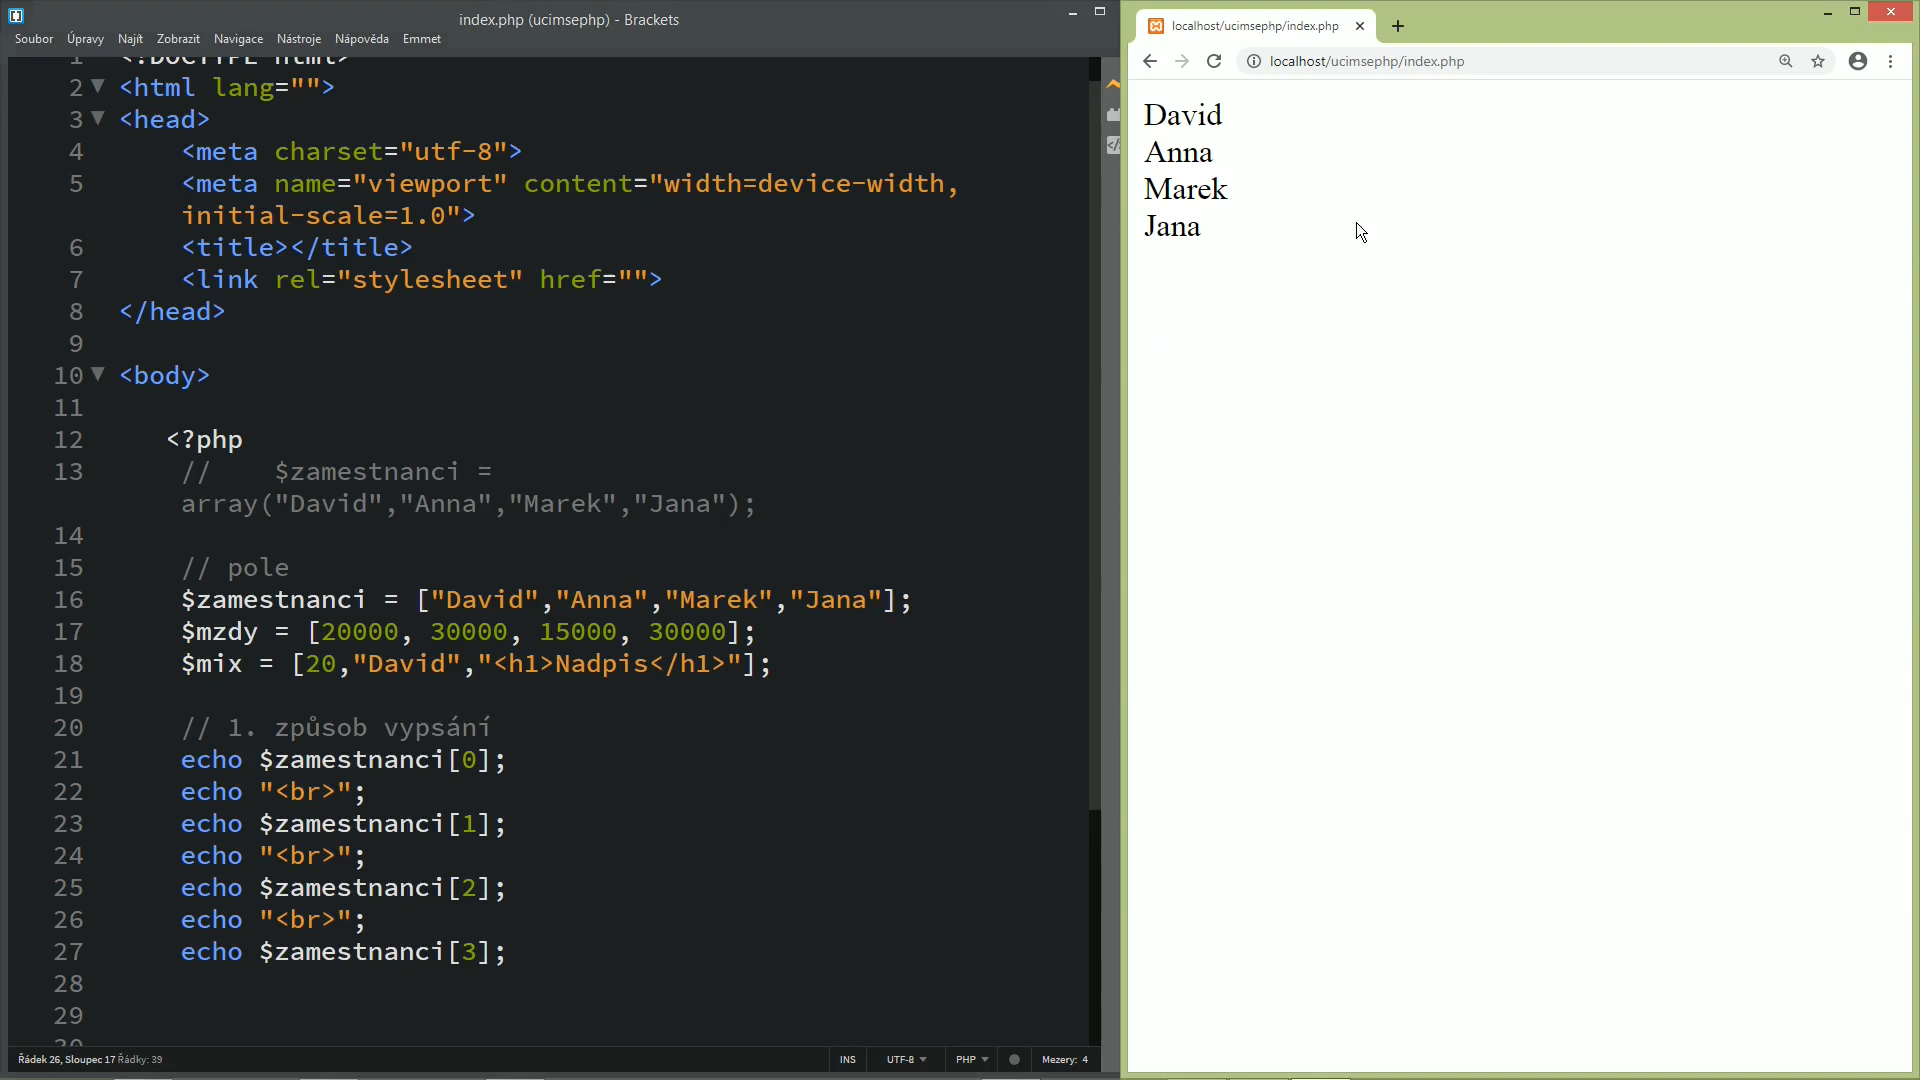 index.php (ucimsephp) - Brackets
Soubor Úpravy Najít Zobrazit Navigace Nástroje Nápověda Emmet
1 <!DOCTYPE html>
2 <html lang="">
3 <head>
4 <meta charset="utf-8">
5 <meta name="viewport" content="width=device-width,
initial-scale=1.0">
6 <title></title>
7 <link rel="stylesheet" href="">
8 </head>
9
10 <body>
11
12 <?php
13 // $zamestnanci =
array("David","Anna","Marek","Jana");
14
15 // pole
16 $zamestnanci = ["David","Anna","Marek","Jana"];
17 $mzdy = [20000, 30000, 15000, 30000];
18 $mix = [20,"David","<h1>Nadpis</h1>"];
19
20 // 1. způsob vypsání
21 echo $zamestnanci[0];
22 echo "<br>";
23 echo $zamestnanci[1];
24 echo "<br>";
25 echo $zamestnanci[2];
26 echo "<br>";
27 echo $zamestnanci[3];
28
29
30
Řádek 26, Sloupec 17 Řádky: 39
INS UTF-8 PHP Mezery: 4
localhost/ucimsephp/index.php
localhost/ucimsephp/index.php
David
Anna
Marek
Jana